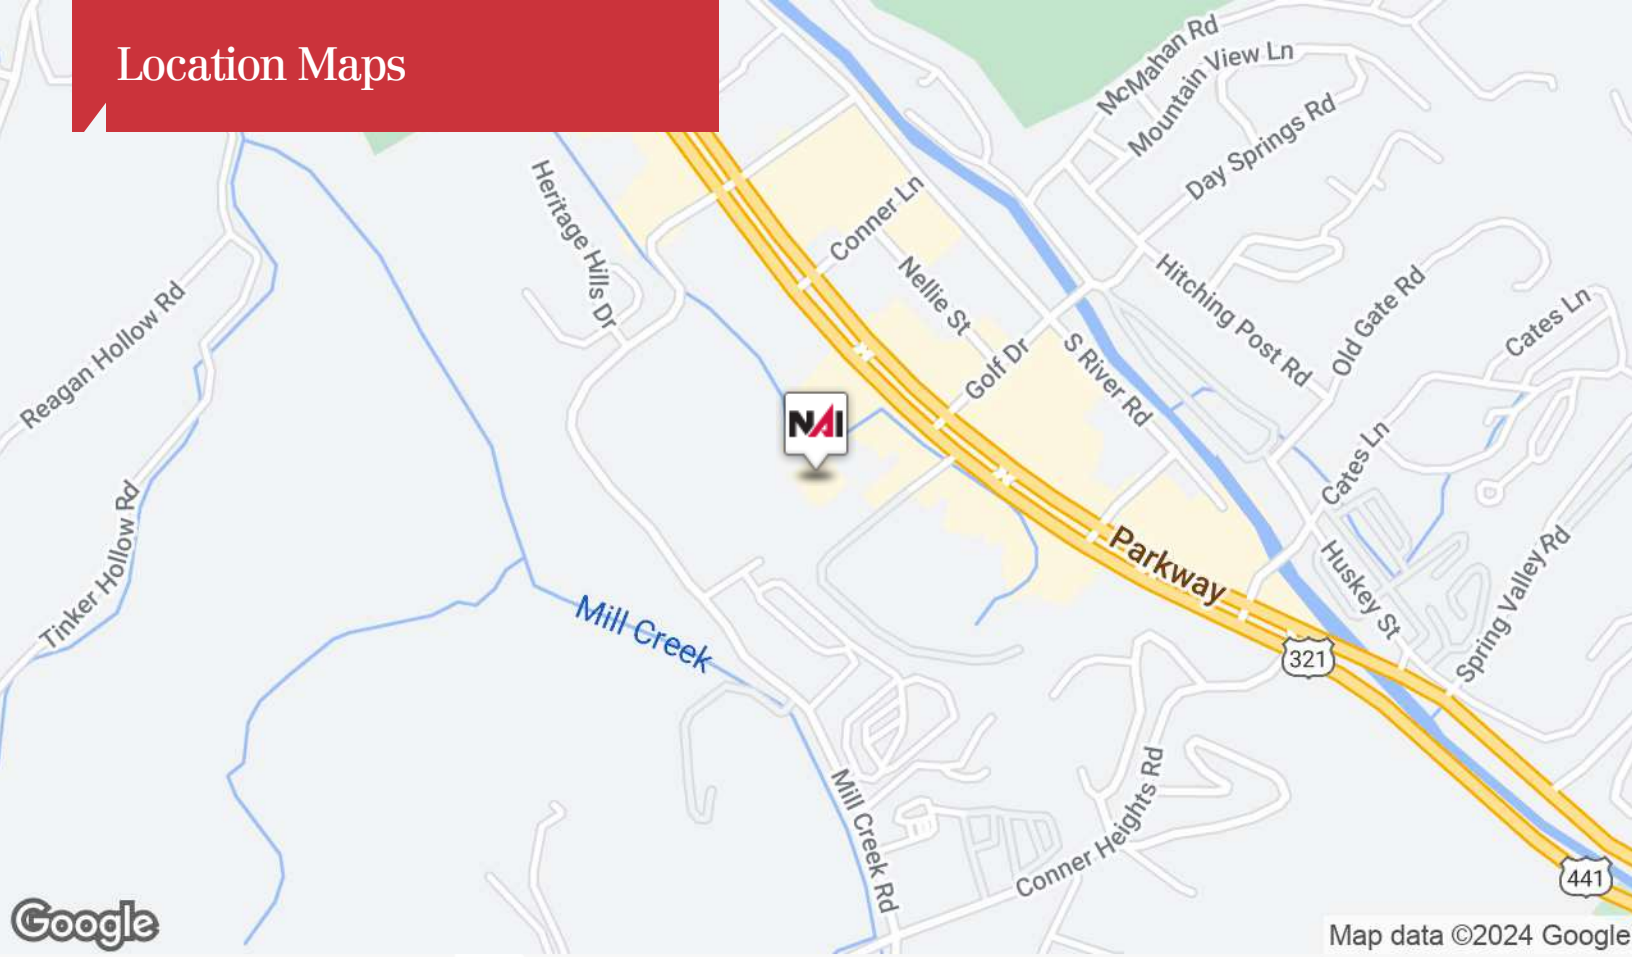 Location Maps
McMahan Rd
Mountain View Ln
Day Springs Rd
Heritage Hills Dr
Conner Ln
Nellie St
Hitching Post Rd
Old Gate Rd
Cates Ln
Reagan Hollow Rd
Golf Dr
S River Rd
NAI
Cates Ln
Tinker Hollow Rd
Parkway
Huskey St
Spring Valley Rd
Mill Creek
321
Mill Creek Rd
Conner Heights Rd
441
Google
Map data ©2024 Google